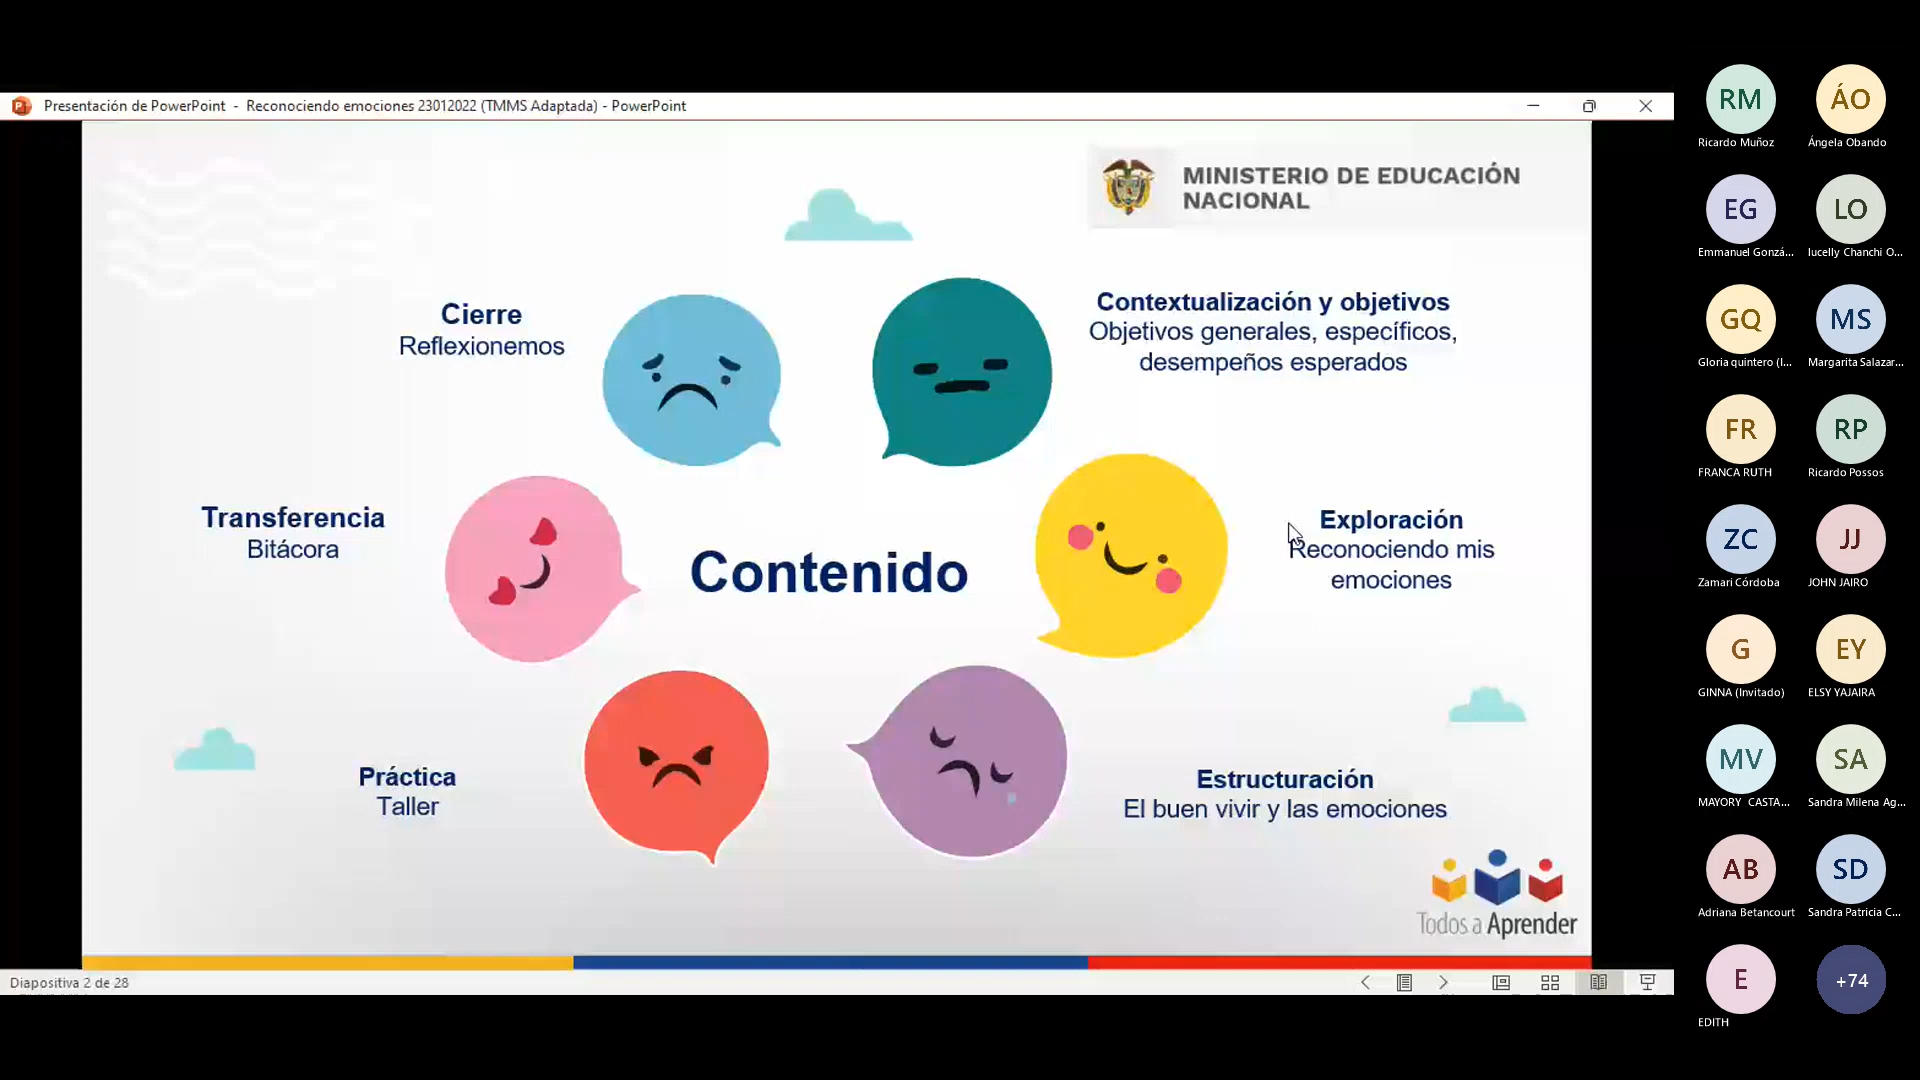 Presentación de PowerPoint - Reconociendo emociones 23012022 (TMMS Adaptada) - PowerPoint
MINISTERIO DE EDUCACIÓN
NACIONAL
Cierre
Reflexionemos
Contextualización y objetivos
Objetivos generales, específicos,
desempeños esperados
Transferencia
Bitácora
Contenido
Exploración
Reconociendo mis
emociones
Práctica
Taller
Estructuración
El buen vivir y las emociones
Todos a Aprender
Diapositiva 2 de 28
RM
Ricardo Muñoz
ÁO
Ángela Obando
EG
Emmanuel Gonzá...
LO
lucelly Chanchi O...
GQ
Gloria quintero (I...
MS
Margarita Salazar...
FR
FRANCA RUTH
RP
Ricardo Possos
ZC
Zamari Córdoba
JJ
JOHN JAIRO
G
GINNA (Invitado)
EY
ELSY YAJAIRA
MV
MAYORY CASTA...
SA
Sandra Milena Ag...
AB
Adriana Betancourt
SD
Sandra Patricia C...
E
EDITH
+74